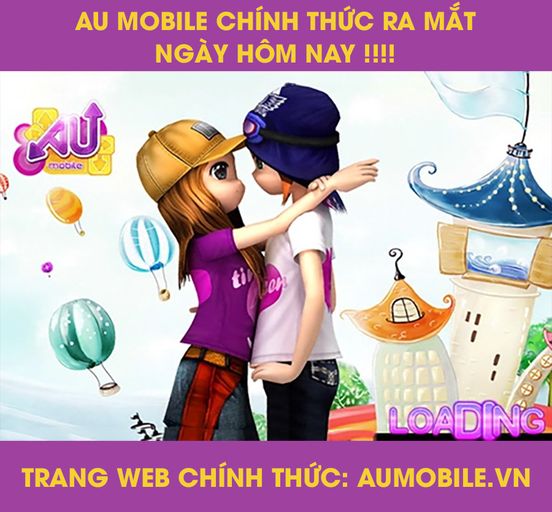 AU MOBILE CHÍNH THỨC RA MẮT
NGÀY HÔM NAY !!!!
AU
mobile
LOADING
TRANG WEB CHÍNH THỨC: AUMOBILE.VN